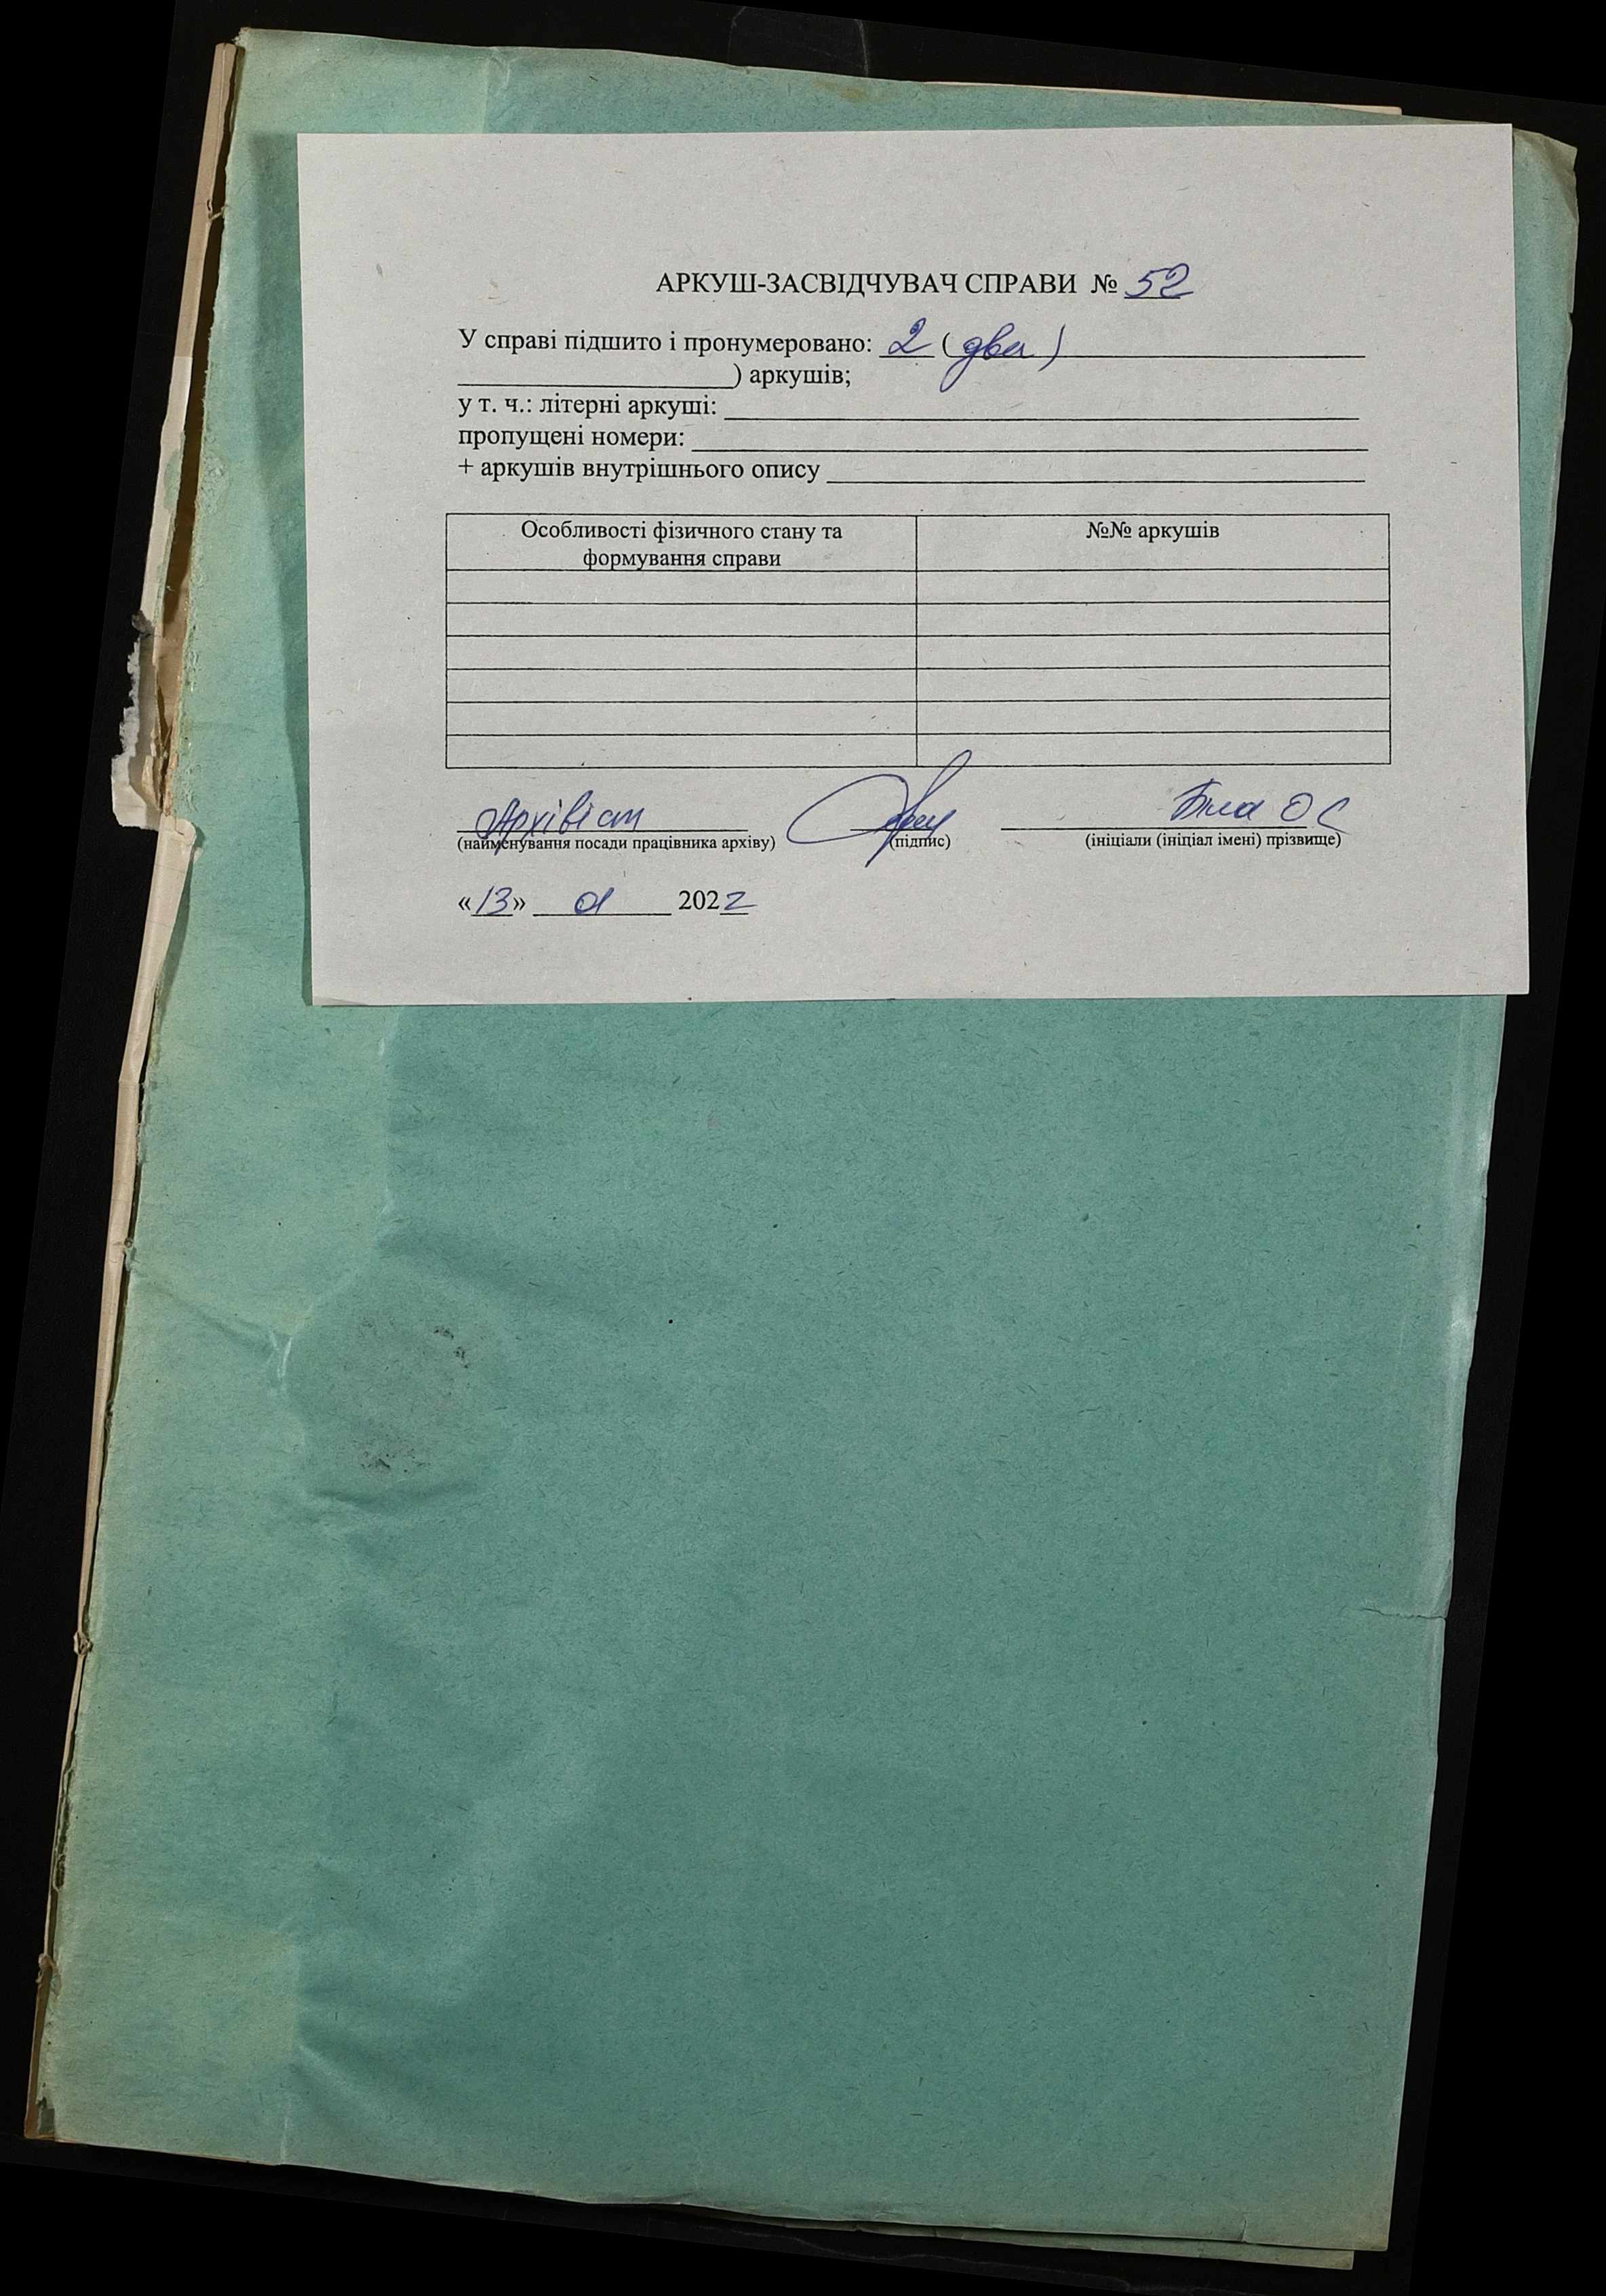 АРКУШ-ЗАСВІДЧУВАЧ СПРАВИ № 52
У справі підшито і пронумеровано: 2 ( два )
) аркушів;
у т. ч.: літерні аркуші:
пропущені номери:
+ аркушів внутрішнього опису
Особливості фізичного стану та
формування справи
№№ аркушів
Архівіст Біла О С
(найменування посади працівника архіву) (підпис) (ініціали (ініціал імені) прізвище)
«13» 01 2022